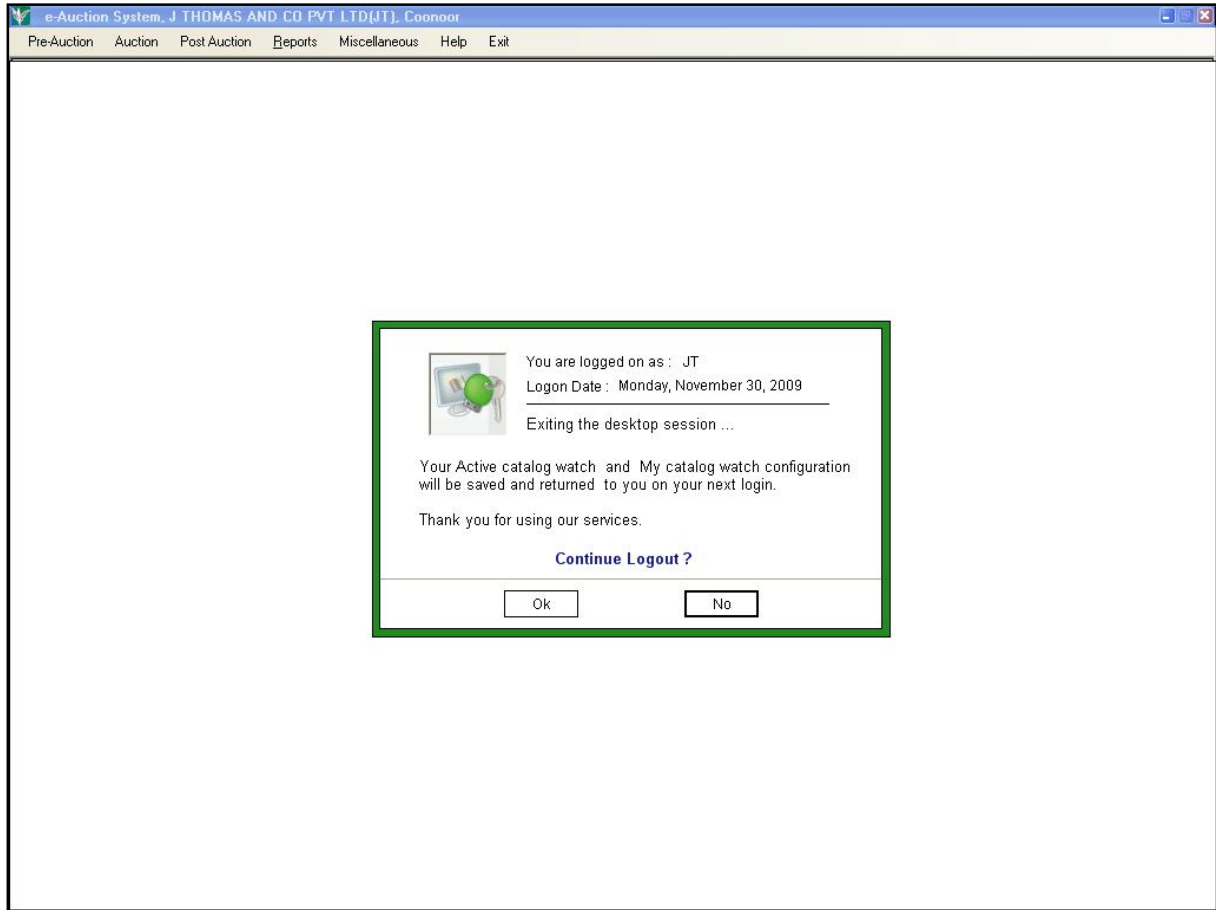 e-Auction System, J THOMAS AND CO PVT LTD(JT), Coonoor
Pre-Auction Auction Post Auction Reports Miscellaneous Help Exit
You are logged on as : JT
Logon Date : Monday, November 30, 2009
Exiting the desktop session ...
Your Active catalog watch and My catalog watch configuration
will be saved and returned to you on your next login.
Thank you for using our services.
Continue Logout ?
Ok No